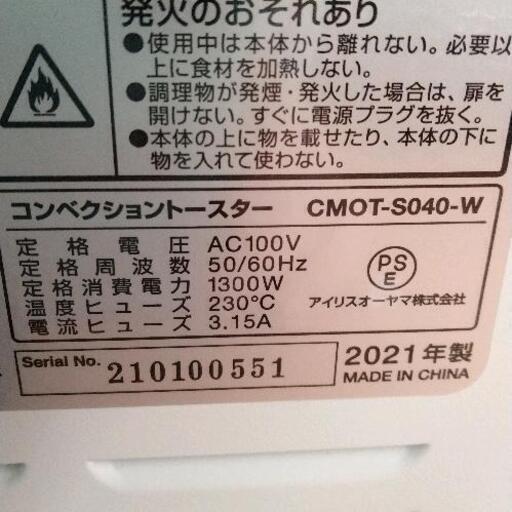 発火のおそれあり
●使用中は本体から離れない。必要以
上に食材を加熱しない。
●調理物が発煙・発火した場合は、扉を
開けない。すぐに電源プラグを抜く。
●本体の上に物を載せたり、本体の下に
物を入れて使わない。
コンベクショントースター CMOT-S040-W
定格電圧 AC100V
定格周波数 50/60Hz
定格消費電力 1300W
温度ヒューズ 230℃
電流ヒューズ 3.15A
PS
E
アイリスオーヤマ株式会社
Serial No. 210100551
2021年製
MADE IN CHINA